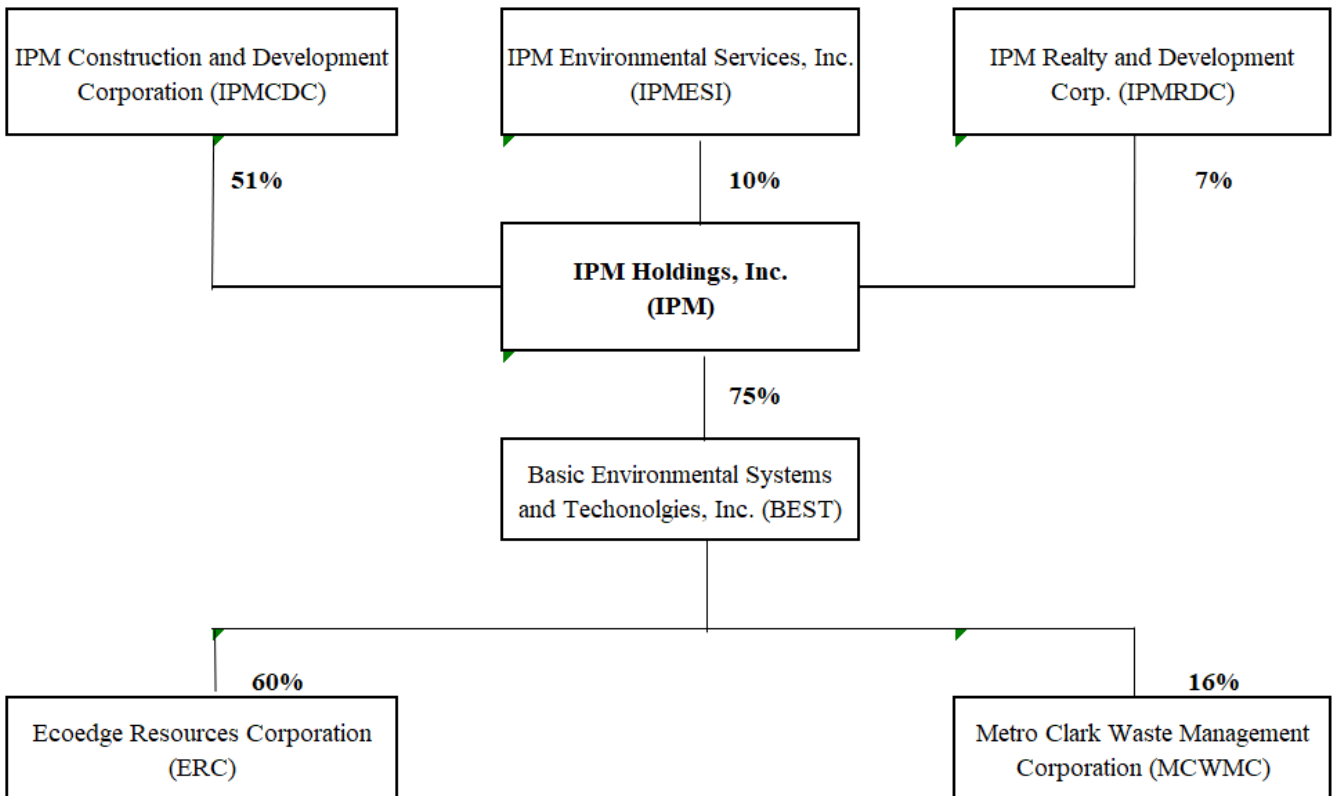 IPM Construction and Development
Corporation (IPMCDC)
IPM Environmental Services, Inc.
(IPMESI)
IPM Realty and Development
Corp. (IPMRDC)
51%
10%
7%
IPM Holdings, Inc.
(IPM)
75%
Basic Environmental Systems
and Techonolgies, Inc. (BEST)
60%
16%
Ecoedge Resources Corporation
(ERC)
Metro Clark Waste Management
Corporation (MCWMC)